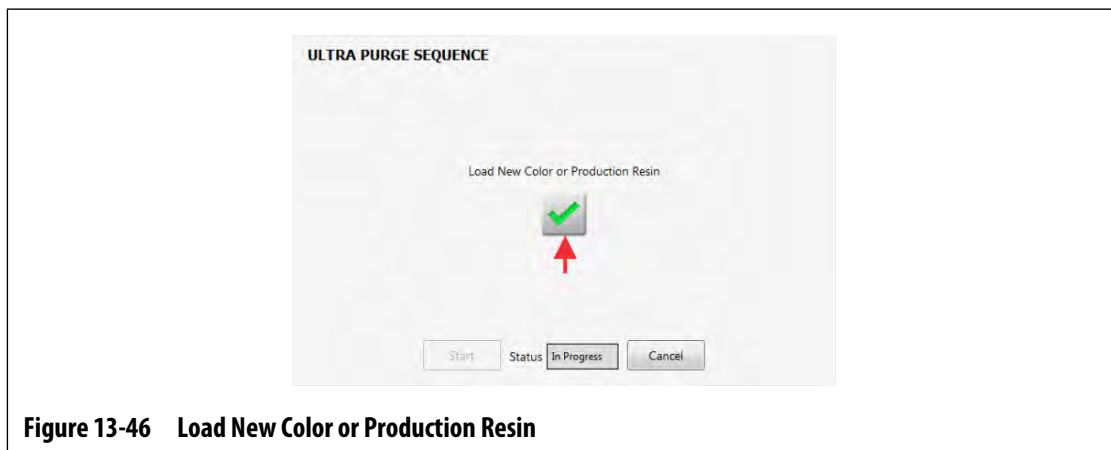 ULTRA PURGE SEQUENCE
Load New Color or Production Resin
Start Status In Progress Cancel
Figure 13-46 Load New Color or Production Resin